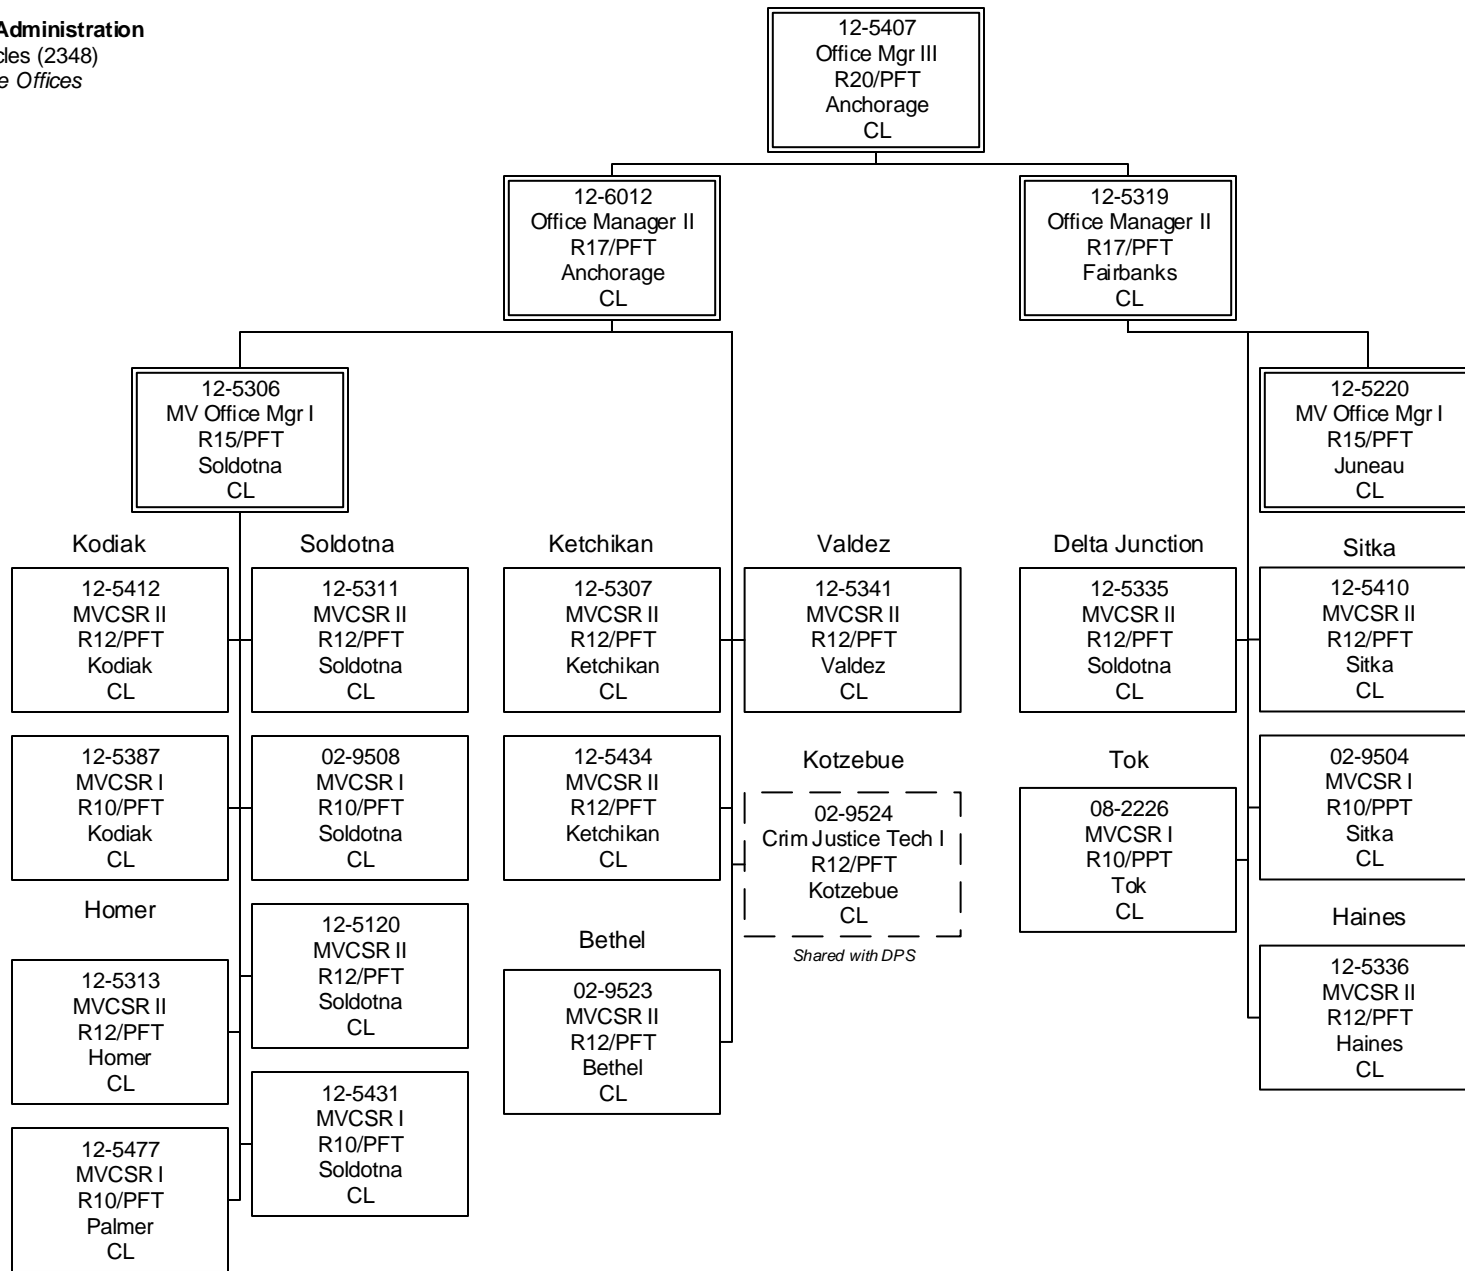 Administration
cles (2348)
e Offices
12-5407
Office Mgr III
R20/PFT
Anchorage
CL
12-6012
Office Manager II
R17/PFT
Anchorage
CL
12-5319
Office Manager II
R17/PFT
Fairbanks
CL
12-5306
MV Office Mgr I
R15/PFT
Soldotna
CL
12-5220
MV Office Mgr I
R15/PFT
Juneau
CL
Kodiak
12-5412
MVCSR II
R12/PFT
Kodiak
CL
12-5387
MVCSR I
R10/PFT
Kodiak
CL
Homer
12-5313
MVCSR II
R12/PFT
Homer
CL
12-5477
MVCSR I
R10/PFT
Palmer
CL
Soldotna
12-5311
MVCSR II
R12/PFT
Soldotna
CL
02-9508
MVCSR I
R10/PFT
Soldotna
CL
12-5120
MVCSR II
R12/PFT
Soldotna
CL
12-5431
MVCSR I
R10/PFT
Soldotna
CL
Ketchikan
12-5307
MVCSR II
R12/PFT
Ketchikan
CL
12-5434
MVCSR II
R12/PFT
Ketchikan
CL
Bethel
02-9523
MVCSR II
R12/PFT
Bethel
CL
Valdez
12-5341
MVCSR II
R12/PFT
Valdez
CL
Kotzebue
02-9524
Crim Justice Tech I
R12/PFT
Kotzebue
CL
Shared with DPS
Delta Junction
12-5335
MVCSR II
R12/PFT
Soldotna
CL
Tok
08-2226
MVCSR I
R10/PPT
Tok
CL
Sitka
12-5410
MVCSR II
R12/PFT
Sitka
CL
02-9504
MVCSR I
R10/PPT
Sitka
CL
Haines
12-5336
MVCSR II
R12/PFT
Haines
CL